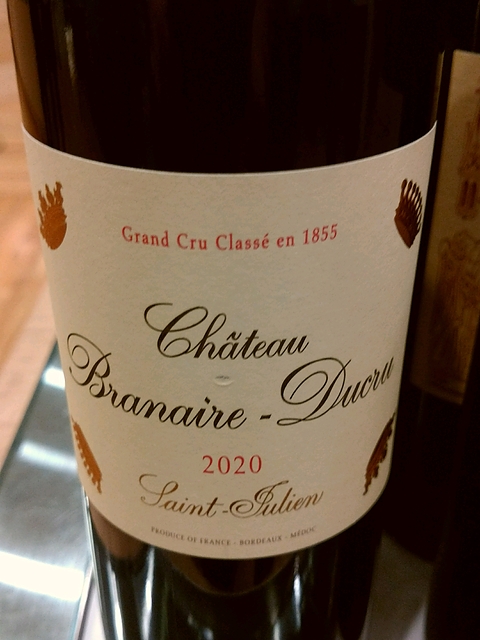 Grand Cru Classé en 1855
Château
Branaire - Ducru
2020
Saint-Julien
PRODUCE OF FRANCE - BORDEAUX - MÉDOC